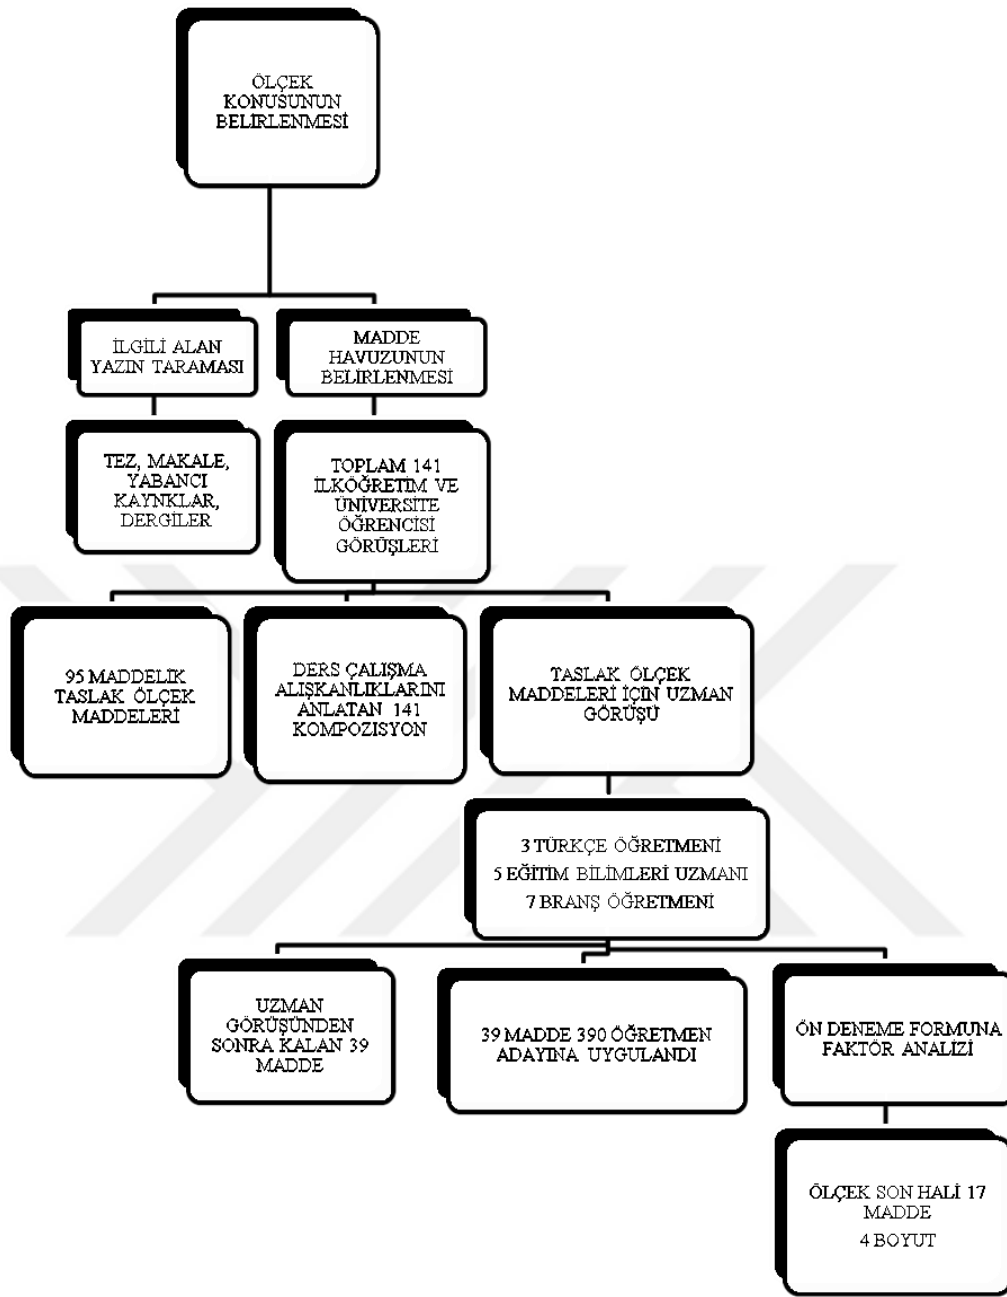 ÖLÇEK
KONUSUNUN
BELİRLENMESİ
İLGİLİ ALAN
YAZIN TARAMASI
MADDE
HAVUZUNUN
BELİRLENMESİ
TEZ, MAKALE,
YABANCI
KAYNKLAR,
DERGİLER
TOPLAM 141
İLKÖĞRETİM VE
ÜNİVERSİTE
ÖĞRENCİSİ
GÖRÜŞLERİ
95 MADDELİK
TASLAK ÖLÇEK
MADDELERİ
DERS ÇALIŞMA
ALIŞKANLIKLARINI
ANLATAN 141
KOMPOZİSYON
TASLAK ÖLÇEK
MADDELERİ İÇİN UZMAN
GÖRÜŞÜ
3 TÜRKÇE ÖĞRETMENİ
5 EĞİTİM BİLİMLERİ UZMANI
7 BRANŞ ÖĞRETMENİ
UZMAN
GÖRÜŞÜNDEN
SONRA KALAN 39
MADDE
39 MADDE 390 ÖĞRETMEN
ADAYINA UYGULANDI
ÖN DENEME FORMUNA
FAKTÖR ANALİZİ
ÖLÇEK SON HALİ 17
MADDE
4 BOYUT